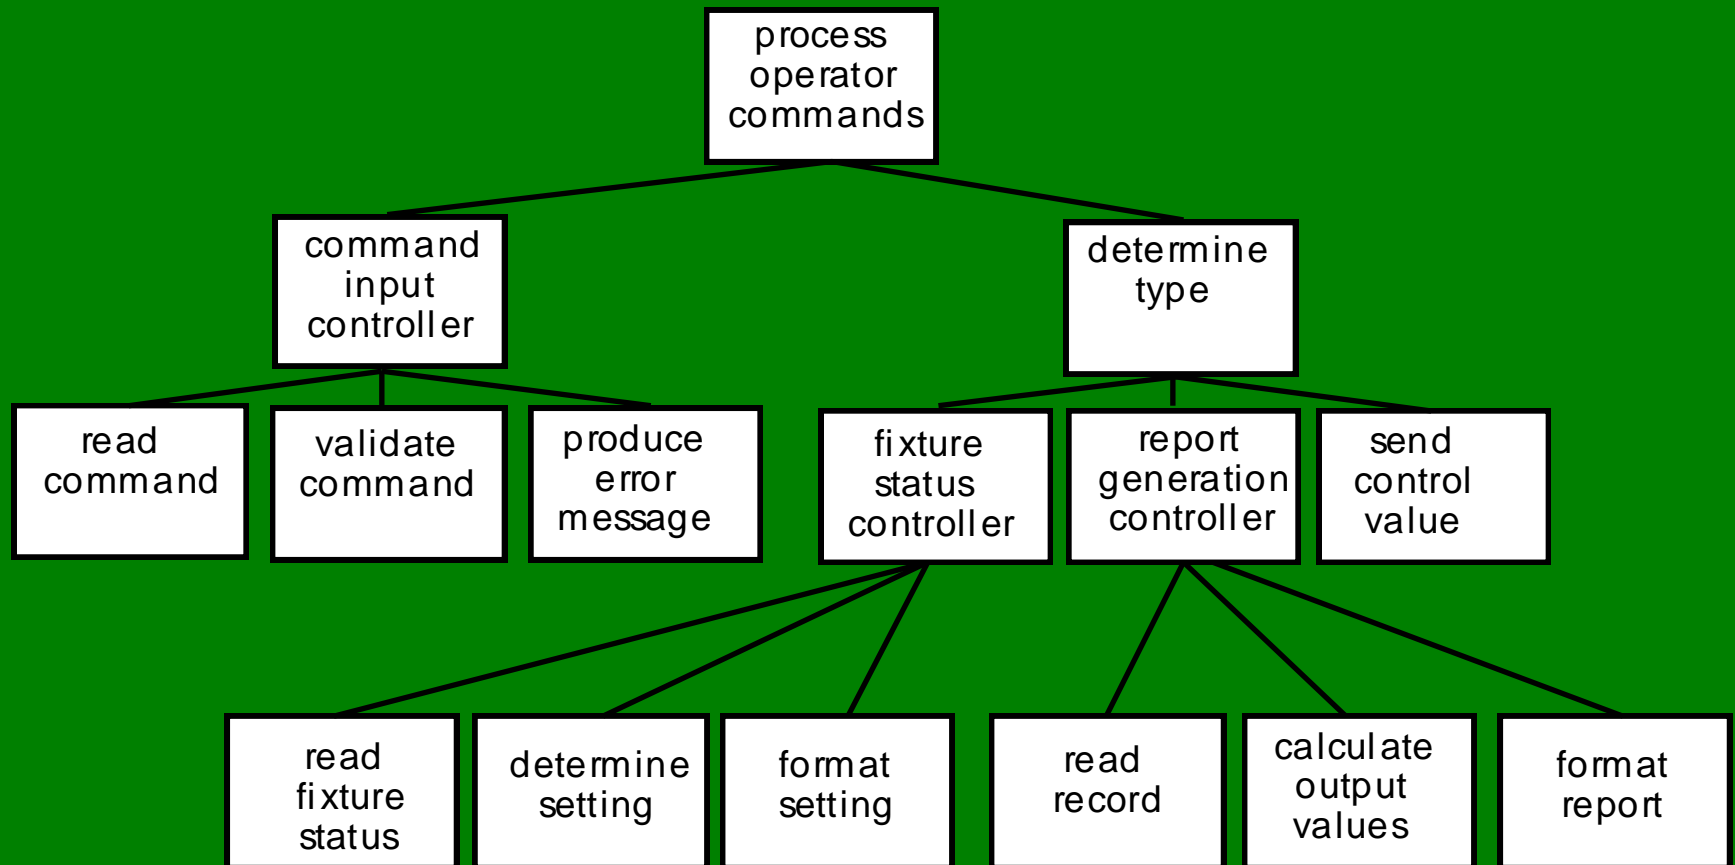 process
operator
commands
command
input
controller
determine
type
read
command
validate
command
produce
error
message
fixture
status
controller
report
generation
controller
send
control
value
read
fixture
status
determine
setting
format
setting
read
record
calculate
output
values
format
report